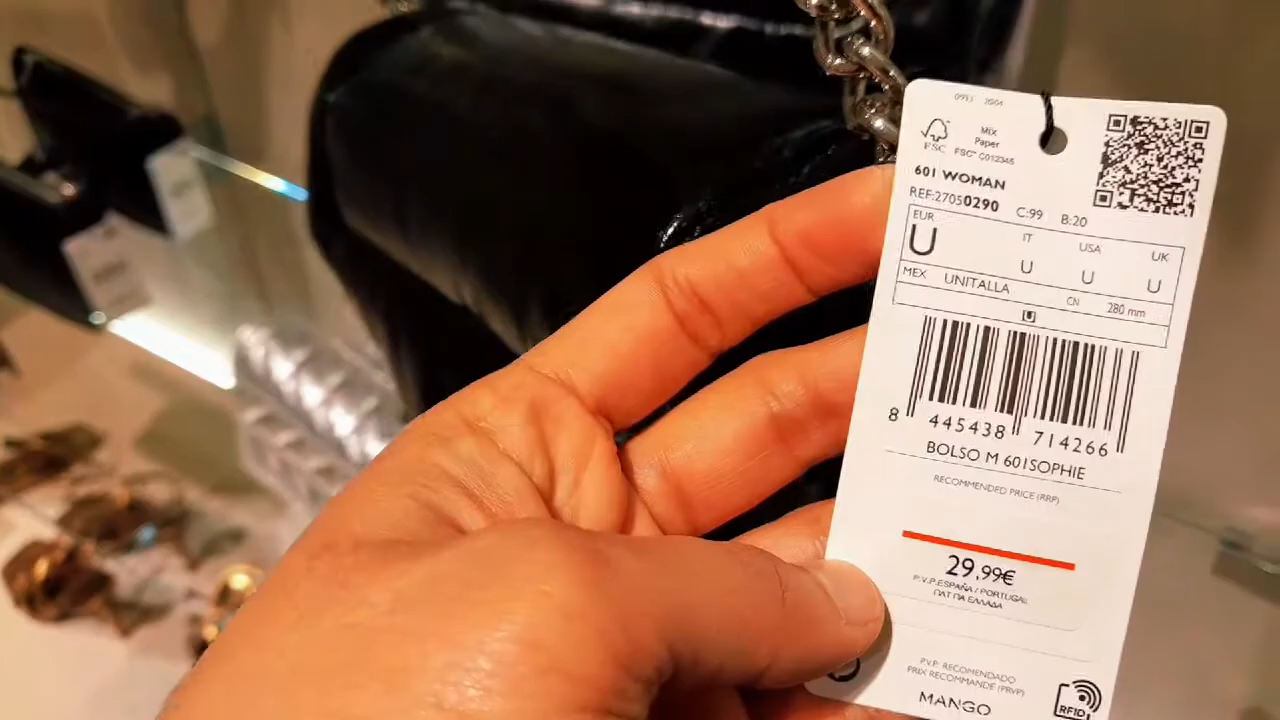 0993 2004
FSC
Mix
Paper
FSC™ C012345
601 WOMAN
REF:27050290 C:99 B:20
EUR IT USA UK
U U U U
MEX UNITALLA CN 280 mm
U
8 445438 714266
BOLSO M 601SOPHIE
RECOMMENDED PRICE (RRP)
29,99€
P.V.P.ESPAÑA / PORTUGAL
ΠΛΤ ΓΙΑ ΕΛΛΑΔΑ
P.V.P. RECOMENDADO
PRIX RECOMMANDÉ (PRVP)
MANGO
RFID